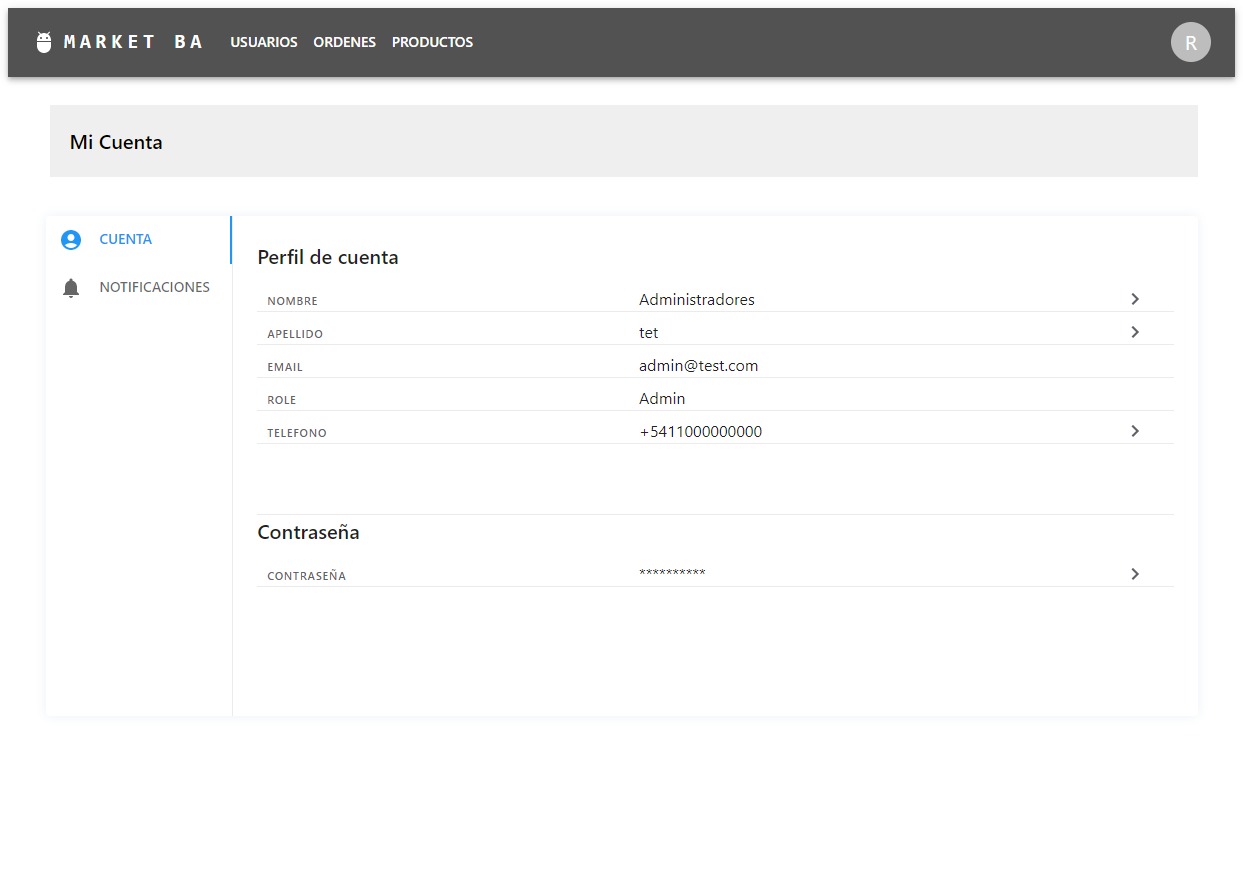 MARKET BA USUARIOS ORDENES PRODUCTOS R
Mi Cuenta
CUENTA
NOTIFICACIONES
Perfil de cuenta
NOMBRE Administradores
APELLIDO tet
EMAIL admin@test.com
ROLE Admin
TELEFONO +5411000000000
Contraseña
CONTRASEÑA **********